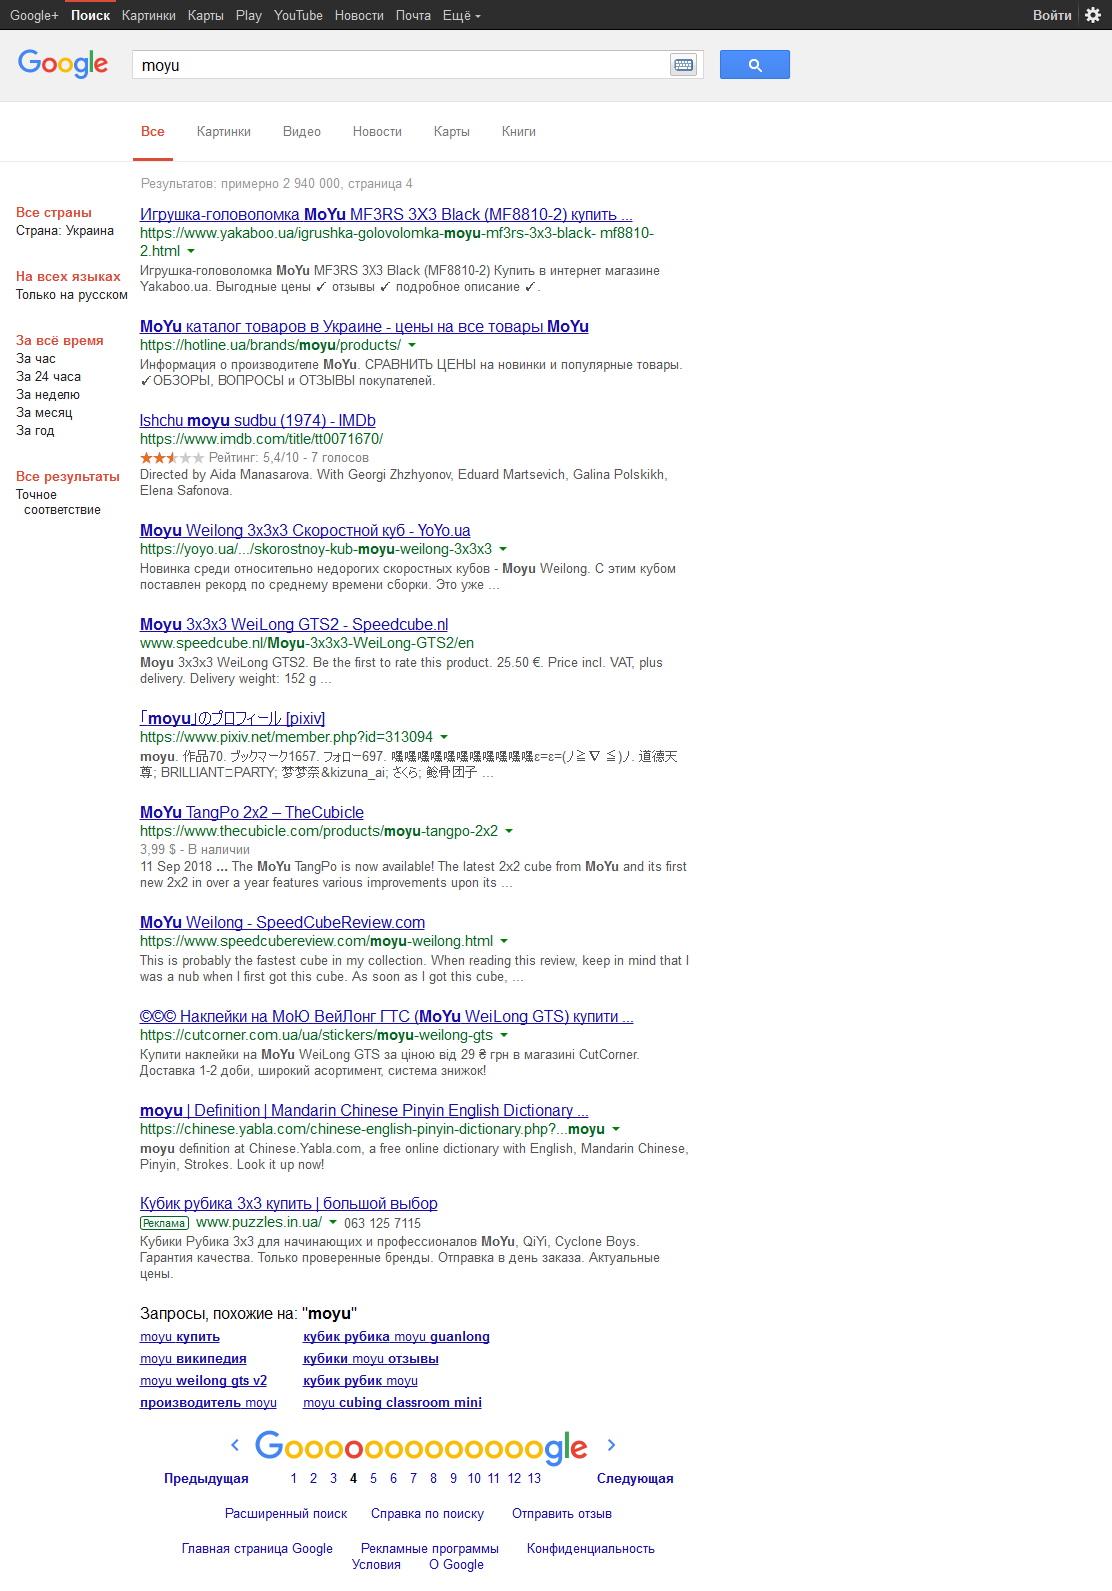 Google+ Поиск Картинки Карты Play YouTube Новости Почта Ещё Войти
Google moyu
Все Картинки Видео Новости Карты Книги
Результатов: примерно 2 940 000, страница 4
Все страны
Страна: Украина
На всех языках
Только на русском
За всё время
За час
За 24 часа
За неделю
За месяц
За год
Все результаты
Точное
соответствие
Игрушка-головоломка MoYu MF3RS 3X3 Black (MF8810-2) купить ...
https://www.yakaboo.ua/igrushka-golovolomka-moyu-mf3rs-3x3-black- mf8810-
2.html
Игрушка-головоломка MoYu MF3RS 3X3 Black (MF8810-2) Купить в интернет магазине
Yakaboo.ua. Выгодные цены ✓ отзывы ✓ подробное описание ✓.
MoYu каталог товаров в Украине - цены на все товары MoYu
https://hotline.ua/brands/moyu/products/
Информация о производителе MoYu. СРАВНИТЬ ЦЕНЫ на новинки и популярные товары.
✓ОБЗОРЫ, ВОПРОСЫ и ОТЗЫВЫ покупателей.
Ishchu moyu sudbu (1974) - IMDb
https://www.imdb.com/title/tt0071670/
Рейтинг: 5,4/10 - 7 голосов
Directed by Aida Manasarova. With Georgi Zhzhyonov, Eduard Martsevich, Galina Polskikh,
Elena Safonova.
Moyu Weilong 3x3x3 Скоростной куб - YoYo.ua
https://yoyo.ua/.../skorostnoy-kub-moyu-weilong-3x3x3
Новинка среди относительно недорогих скоростных кубов - Moyu Weilong. С этим кубом
поставлен рекорд по среднему времени сборки. Это уже ...
Moyu 3x3x3 WeiLong GTS2 - Speedcube.nl
www.speedcube.nl/Moyu-3x3x3-WeiLong-GTS2/en
Moyu 3x3x3 WeiLong GTS2. Be the first to rate this product. 25.50 €. Price incl. VAT, plus
delivery. Delivery weight: 152 g ...
「moyu」のプロフィール [pixiv]
https://www.pixiv.net/member.php?id=313094
moyu. 作品70. ブックマーク1657. フォロー697. 嘿嘿嘿嘿嘿嘿嘿嘿嘿嘿嘿ε=ε=(ノ≧∇ ≦)ノ. 道德天
尊; BRILLIANT□PARTY; 梦梦奈&kizuna_ai; さくら; 骨团子 ...
MoYu TangPo 2x2 – TheCubicle
https://www.thecubicle.com/products/moyu-tangpo-2x2
3,99 $ - В наличии
11 Sep 2018 ... The MoYu TangPo is now available! The latest 2x2 cube from MoYu and its first
new 2x2 in over a year features various improvements upon its ...
MoYu Weilong - SpeedCubeReview.com
https://www.speedcubereview.com/moyu-weilong.html
This is probably the fastest cube in my collection. When reading this review, keep in mind that I
was a nub when I first got this cube. As soon as I got this cube, ...
©©© Наклейки на МоЮ ВейЛонг ГТС (MoYu WeiLong GTS) купити ...
https://cutcorner.com.ua/ua/stickers/moyu-weilong-gts
Купити наклейки на MoYu WeiLong GTS за ціною від 29 ₴ грн в магазині CutCorner.
Доставка 1-2 доби, широкий асортимент, система знижок!
moyu | Definition | Mandarin Chinese Pinyin English Dictionary ...
https://chinese.yabla.com/chinese-english-pinyin-dictionary.php?...moyu
moyu definition at Chinese.Yabla.com, a free online dictionary with English, Mandarin Chinese,
Pinyin, Strokes. Look it up now!
Кубик рубика 3х3 купить | большой выбор
Реклама www.puzzles.in.ua/ 063 125 7115
Кубики Рубика 3х3 для начинающих и профессионалов MoYu, QiYi, Cyclone Boys.
Гарантия качества. Только проверенные бренды. Отправка в день заказа. Актуальные
цены.
Запросы, похожие на: "moyu"
moyu купить кубик рубика moyu guanlong
moyu википедия кубики moyu отзывы
moyu weilong gts v2 кубик рубик moyu
производитель moyu moyu cubing classroom mini
Goooooooooooooogle
Предыдущая 1 2 3 4 5 6 7 8 9 10 11 12 13 Следующая
Расширенный поиск Справка по поиску Отправить отзыв
Главная страница Google Рекламные программы Конфиденциальность
Условия О Google